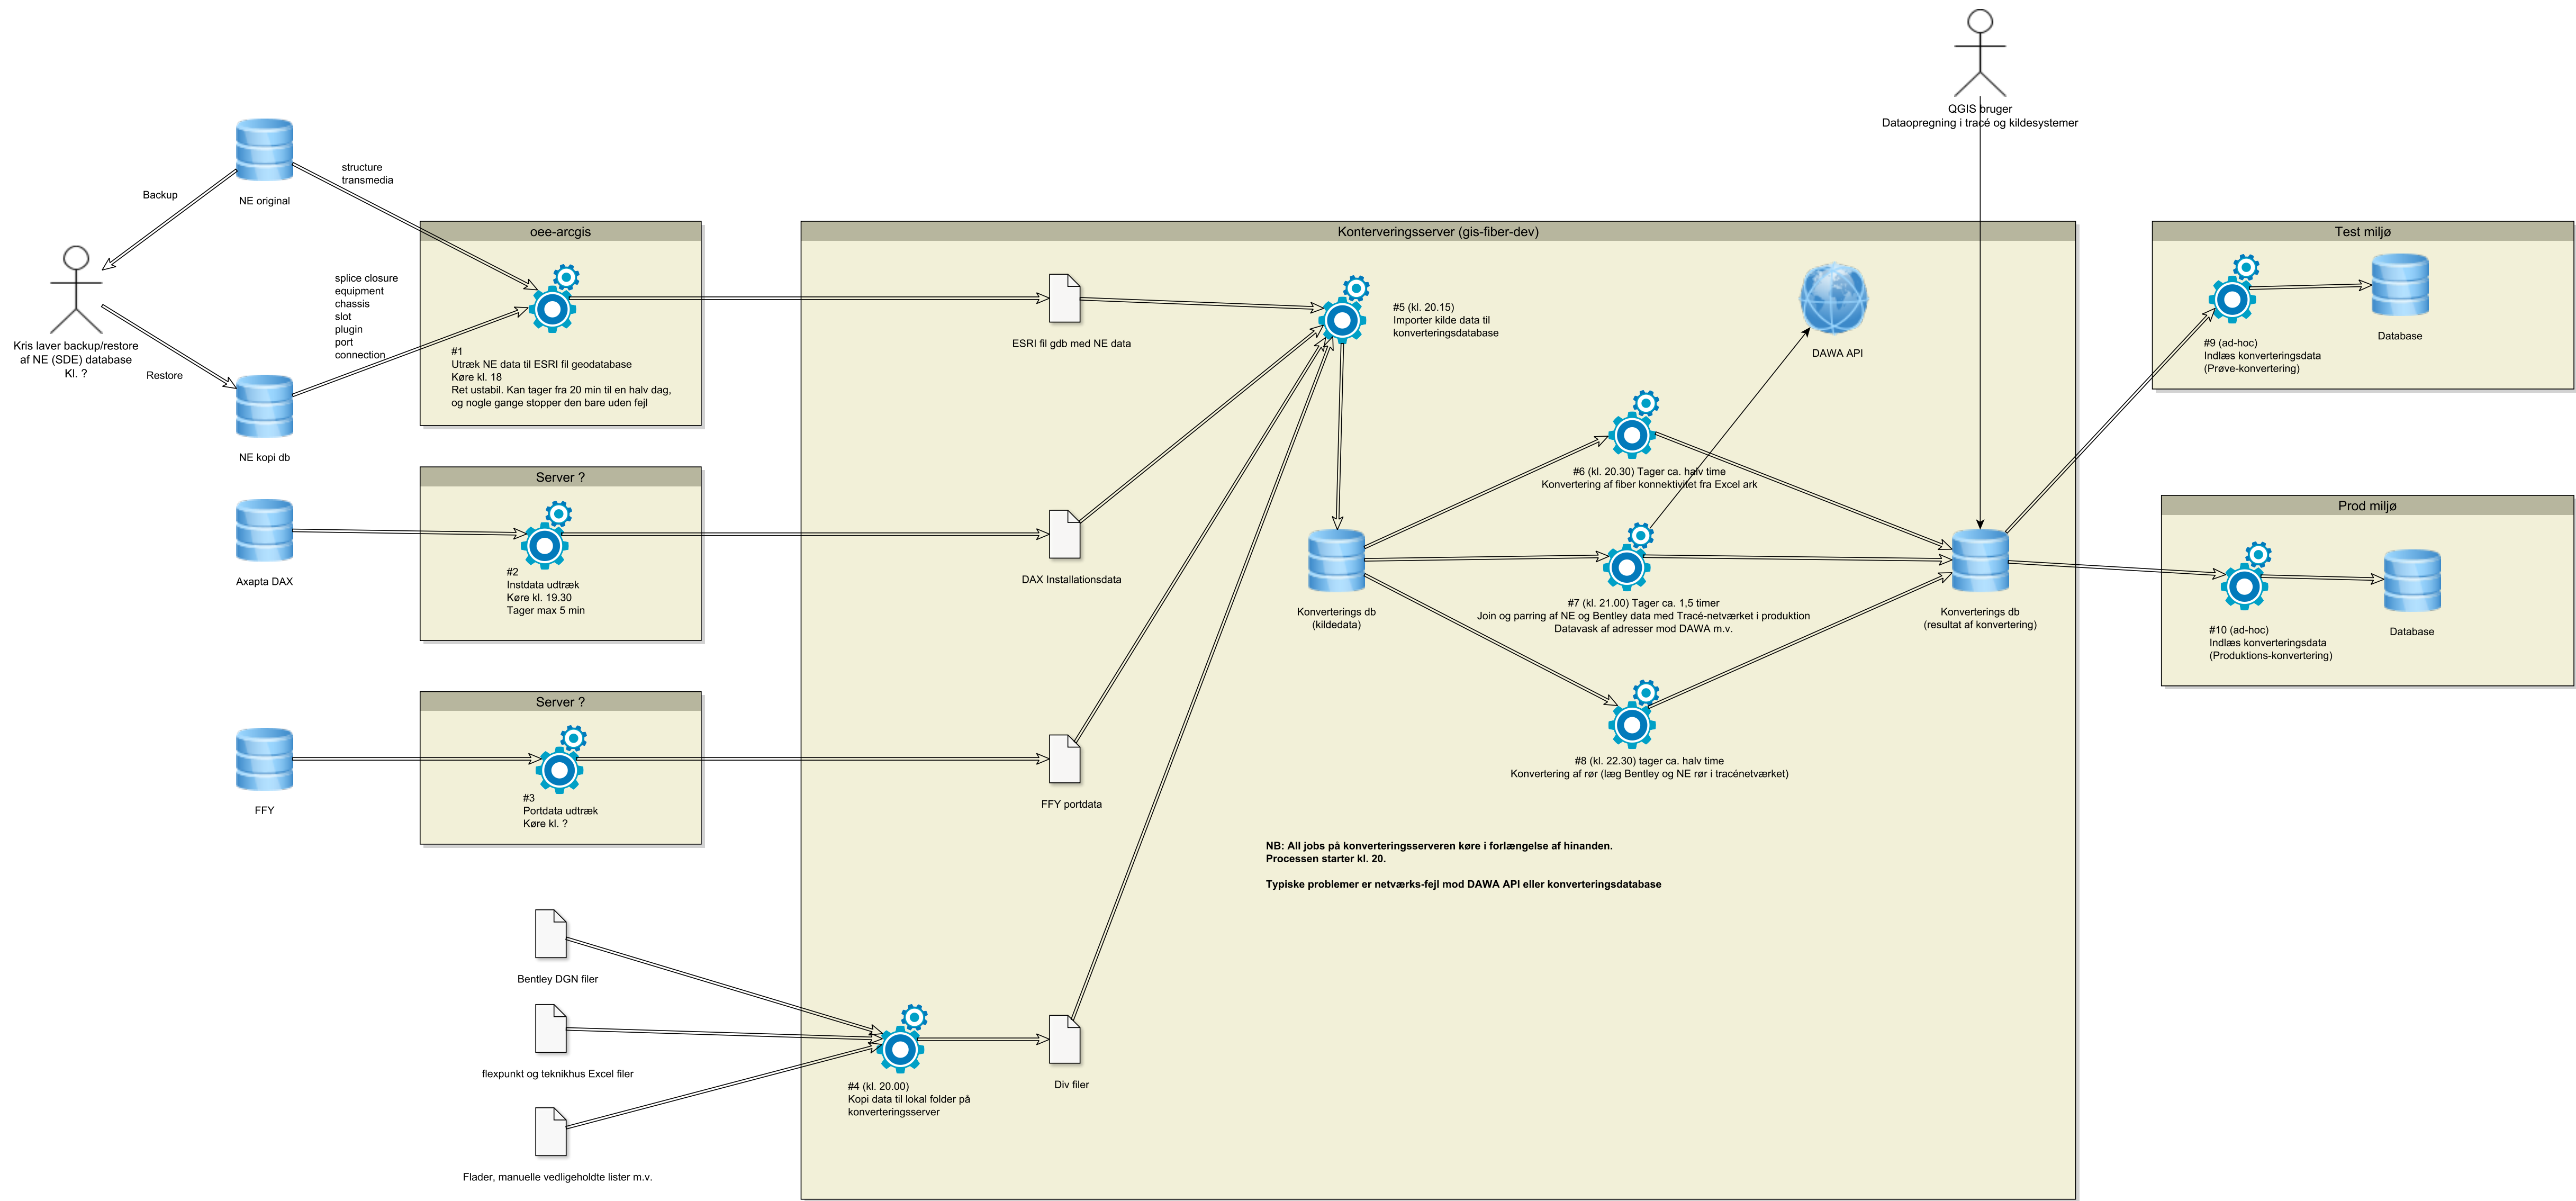 QGIS bruger
Dataopregning i tracé og kildesystemer
NE original
Backup
structure
transmedia
Kris laver backup/restore
af NE (SDE) database
Kl. ?
Restore
NE kopi db
splice closure
equipment
chassis
slot
plugin
port
connection
oee-arcgis
#1
Utræk NE data til ESRI fil geodatabase
Køre kl. 18
Ret ustabil. Kan tager fra 20 min til en halv dag,
og nogle gange stopper den bare uden fejl
Axapta DAX
Server ?
#2
Instdata udtræk
Køre kl. 19.30
Tager max 5 min
FFY
Server ?
#3
Portdata udtræk
Køre kl. ?
Bentley DGN filer
flexpunkt og teknikhus Excel filer
Flader, manuelle vedligeholdte lister m.v.
Konterveringsserver (gis-fiber-dev)
ESRI fil gdb med NE data
DAX Installationsdata
FFY portdata
#4 (kl. 20.00)
Kopi data til lokal folder på
konverteringsserver
Div filer
#5 (kl. 20.15)
Importer kilde data til
konverteringsdatabase
DAWA API
Konverterings db
(kildedata)
#6 (kl. 20.30) Tager ca. halv time
Konvertering af fiber konnektivitet fra Excel ark
#7 (kl. 21.00) Tager ca. 1,5 timer
Join og parring af NE og Bentley data med Tracé-netværket i produktion
Datavask af adresser mod DAWA m.v.
#8 (kl. 22.30) tager ca. halv time
Konvertering af rør (læg Bentley og NE rør i tracénetværket)
Konverterings db
(resultat af konvertering)
NB: All jobs på konverteringsserveren køre i forlængelse af hinanden.
Processen starter kl. 20.
Typiske problemer er netværks-fejl mod DAWA API eller konverteringsdatabase
Test miljø
#9 (ad-hoc)
Indlæs konverteringsdata
(Prøve-konvertering)
Database
Prod miljø
#10 (ad-hoc)
Indlæs konverteringsdata
(Produktions-konvertering)
Database